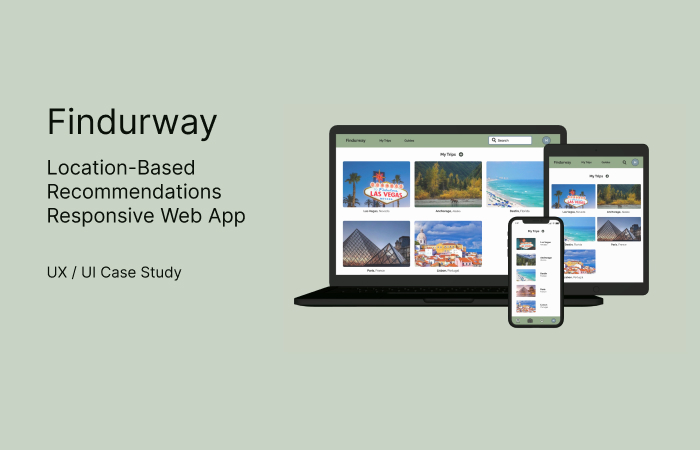 Findurway
Location-Based
Recommendations
Responsive Web App
UX / UI Case Study
Findurway
My Trips
Guides
Search
My Trips
Las Vegas, Nevada
Anchorage, Alaska
Destin, Florida
Paris, France
Lisbon, Portugal
Findurway
My Trips
Guides
My Trips
Las Vegas, Nevada
Anchorage, Alaska
Paris, France
My Trips
Las Vegas
Anchorage
Destin
Paris
Lisbon